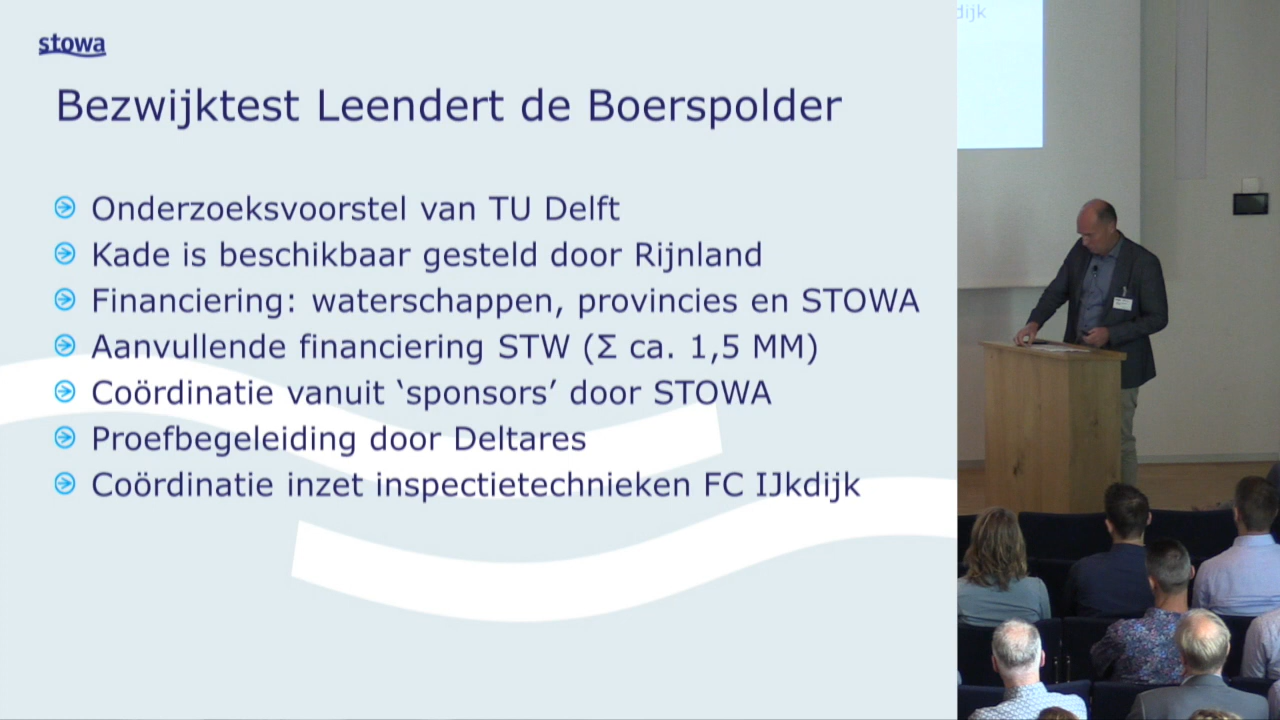 stowa
Bezwijktest Leendert de Boerspolder
Onderzoeksvoorstel van TU Delft
Kade is beschikbaar gesteld door Rijnland
Financiering: waterschappen, provincies en STOWA
Aanvullende financiering STW (Σ ca. 1,5 MM)
Coördinatie vanuit ‘sponsors’ door STOWA
Proefbegeleiding door Deltares
Coördinatie inzet inspectietechnieken FC IJkdijk
dijk